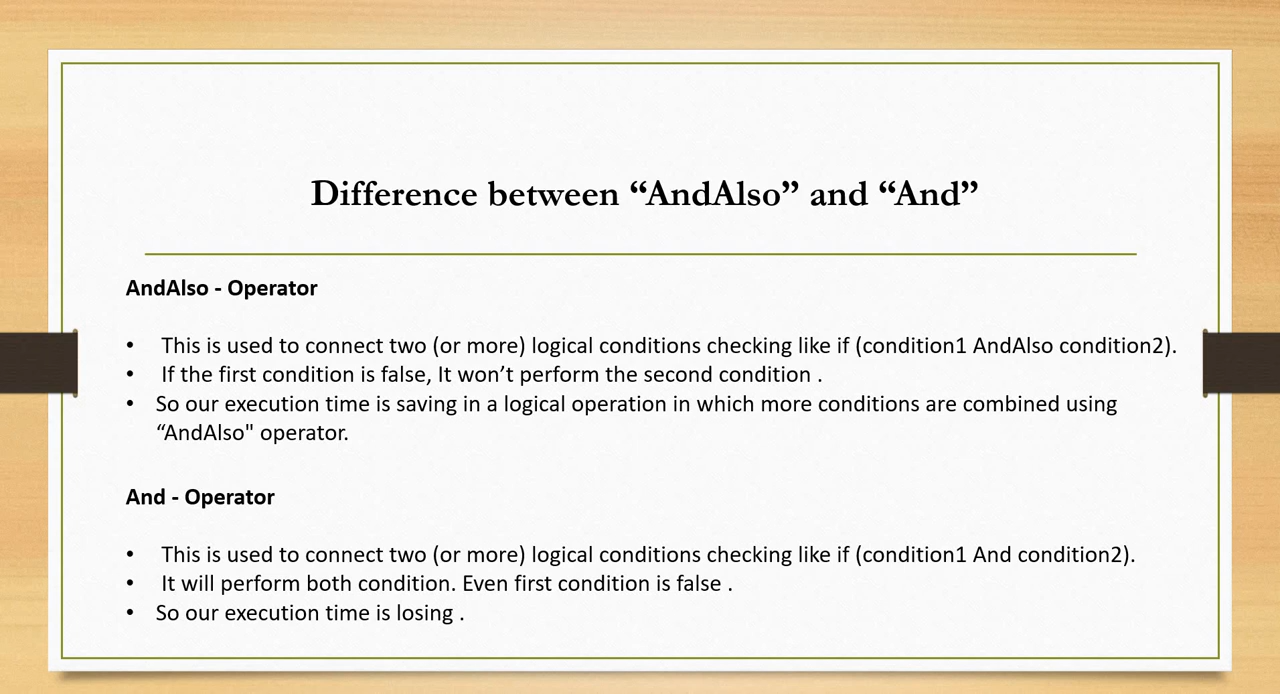 Difference between “AndAlso” and “And”
AndAlso - Operator
• This is used to connect two (or more) logical conditions checking like if (condition1 AndAlso condition2).
• If the first condition is false, It won’t perform the second condition .
• So our execution time is saving in a logical operation in which more conditions are combined using
“AndAlso" operator.
And - Operator
• This is used to connect two (or more) logical conditions checking like if (condition1 And condition2).
• It will perform both condition. Even first condition is false .
• So our execution time is losing .